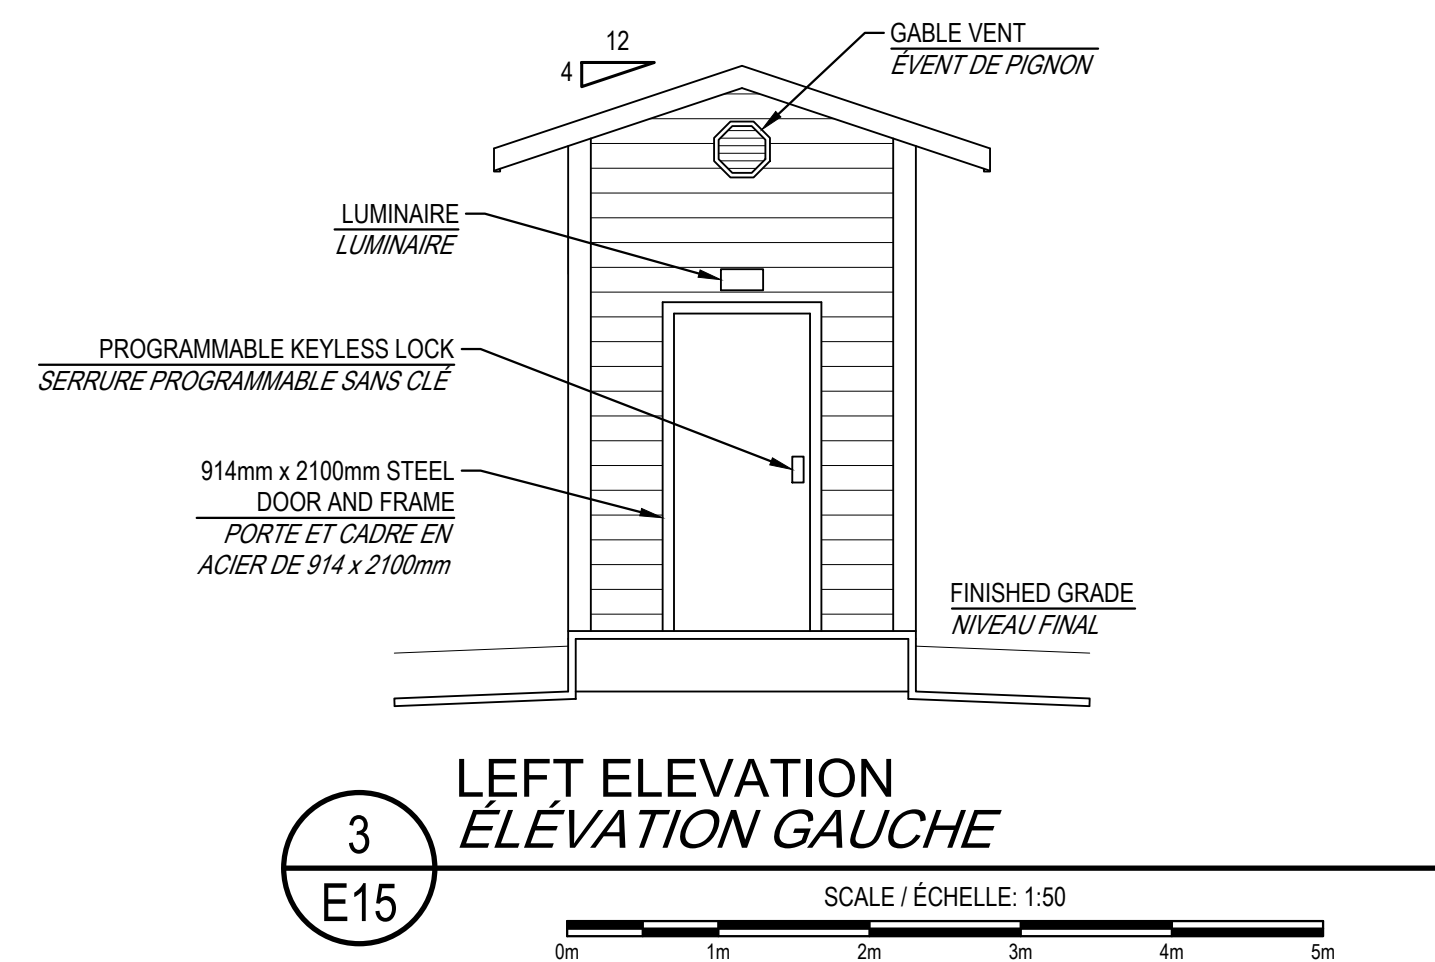 12
4
GABLE VENT
ÉVENT DE PIGNON
LUMINAIRE
LUMINAIRE
PROGRAMMABLE KEYLESS LOCK
SERRURE PROGRAMMABLE SANS CLÉ
914mm x 2100mm STEEL
DOOR AND FRAME
PORTE ET CADRE EN
ACIER DE 914 x 2100mm
FINISHED GRADE
NIVEAU FINAL
LEFT ELEVATION
ÉLÉVATION GAUCHE
3
E15
SCALE / ÉCHELLE: 1:50
0m 1m 2m 3m 4m 5m